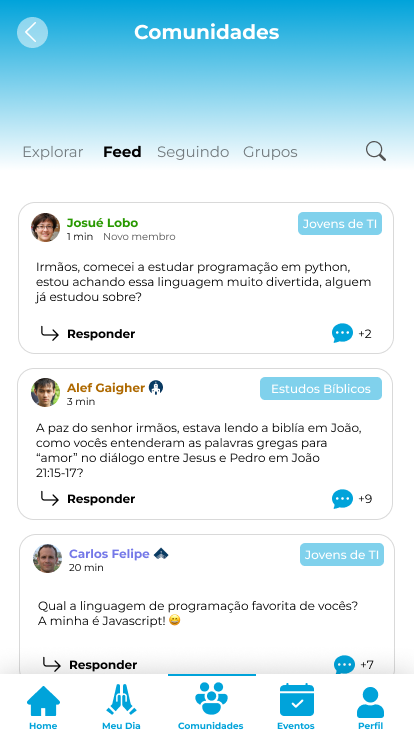 Comunidades
Explorar Feed Seguindo Grupos
Josué Lobo
Jovens de TI
1 min Novo membro
Irmãos, comecei a estudar programação em python,
estou achando essa linguagem muito divertida, alguem
já estudou sobre?
Responder +2
Alef Gaigher
Estudos Bíblicos
3 min
A paz do senhor irmãos, estava lendo a biblía em João,
como vocês entenderam as palavras gregas para
“amor” no diálogo entre Jesus e Pedro em João
21:15-17?
Responder +9
Carlos Felipe
Jovens de TI
20 min
Qual a linguagem de programação favorita de vocês?
A minha é Javascript! 😄
Responder +7
Home Meu Dia Comunidades Eventos Perfil